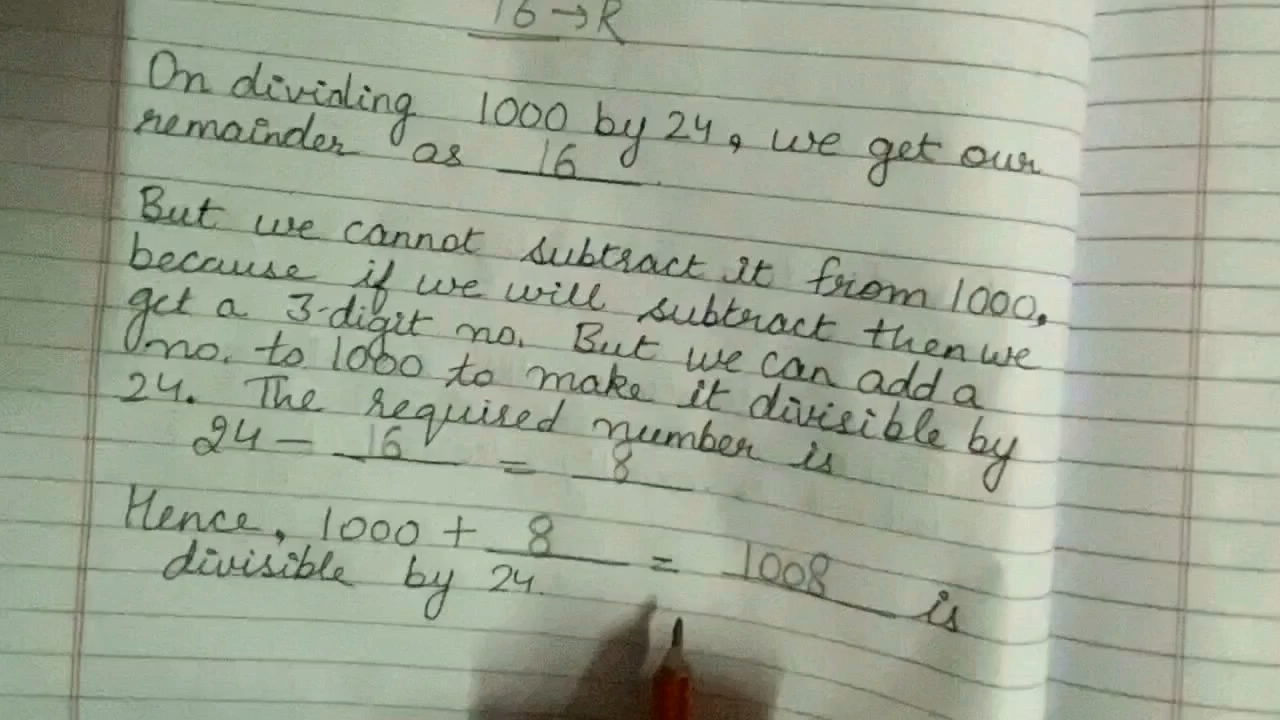 16 → R
On dividing 1000 by 24, we get our
remainder as 16
But we cannot subtract it from 1000,
because if we will subtract then we
get a 3-digit no. But we can add a
no. to 1000 to make it divisible by
24. The required number is
24 - 16 = 8
Hence, 1000 + 8 = 1008 is
divisible by 24.